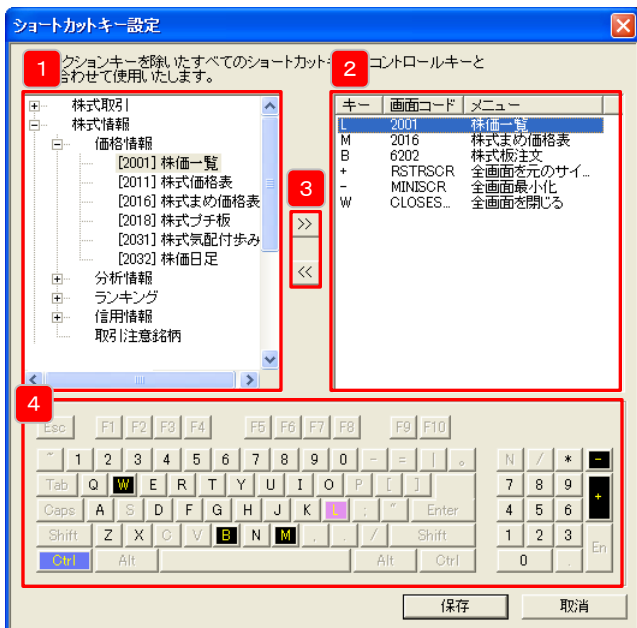 ショートカットキー設定
クションキーを除いたすべてのショートカットキ コントロールキーと
合わせて使用いたします。
1
2
株式取引
株式情報
価格情報
[2001] 株価一覧
[2011] 株式価格表
[2016] 株式まめ価格表
[2018] 株式プチ板
[2031] 株式気配付歩み
[2032] 株価日足
分析情報
ランキング
信用情報
取引注意銘柄
3
>>
<<
キー 画面コード メニュー
L 2001 株価一覧
M 2016 株式まめ価格表
B 6202 株式板注文
+ RSTRSCR 全画面を元のサイ...
- MINISCR 全画面最小化
W CLOSES... 全画面を閉じる
4
Esc F1 F2 F3 F4 F5 F6 F7 F8 F9 F10
~ 1 2 3 4 5 6 7 8 9 0 - = | 。 N / * -
Tab Q W E R T Y U I O P [ ] 7 8 9 +
Caps A S D F G H J K L ; " Enter 4 5 6
Shift Z X C V B N M , . / Shift 1 2 3 En
Ctrl Alt Alt Ctrl 0 .
保存 取消